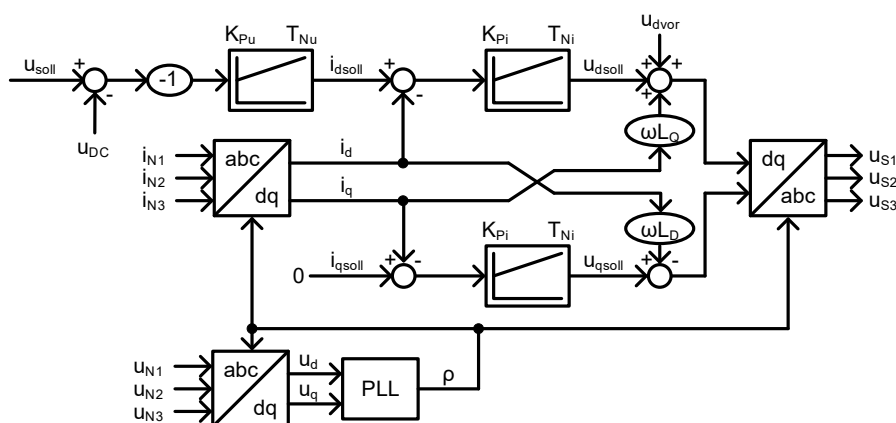 u_dvor
K_Pu T_Nu
K_Pi T_Ni
u_soll + - -1 i_dsoll + - u_dsoll + + +
u_DC
ωL_Q
i_N1 abc i_d dq u_S1
i_N2 u_S2
i_N3 dq i_q abc u_S3
ωL_D
K_Pi T_Ni
0 i_qsoll + - u_qsoll + -
u_N1 abc u_d
u_N2 u_q PLL ρ
u_N3 dq